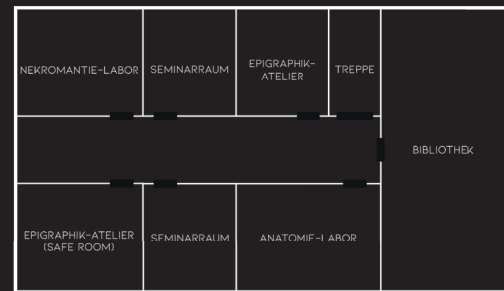 NEKROMANTIE-LABOR
SEMINARRAUM
EPIGRAPHIK-
ATELIER
TREPPE
BIBLIOTHEK
EPIGRAPHIK-ATELIER
(SAFE ROOM)
SEMINARRAUM
ANATOMIE-LABOR